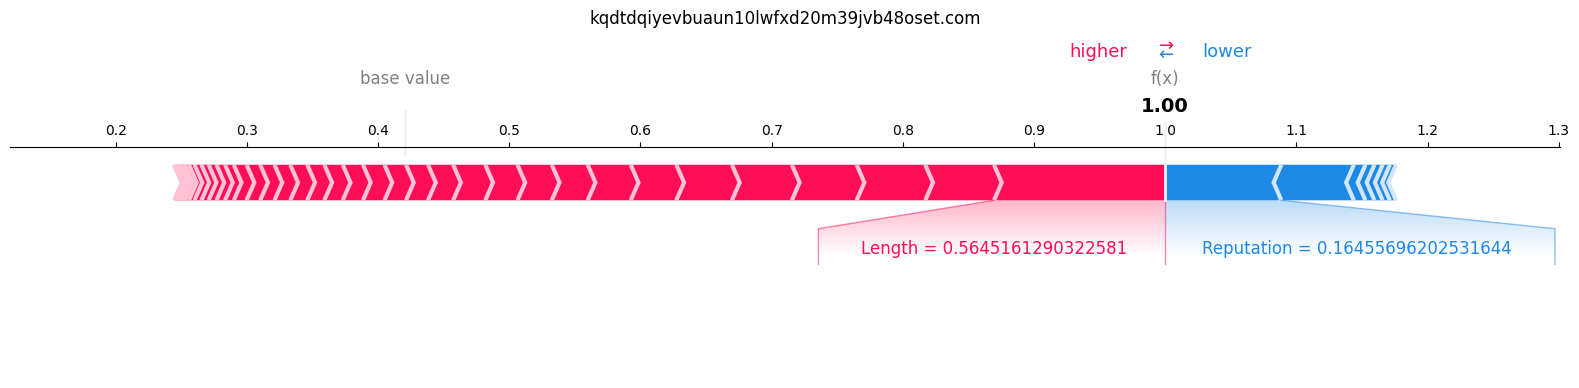 kqdtdqiyevbuaun10lwfxd20m39jvb48oset.com
higher ⇄ lower
base value f(x)
1.00
0.2 0.3 0.4 0.5 0.6 0.7 0.8 0.9 1.0 1.1 1.2 1.3
Length = 0.5645161290322581 Reputation = 0.16455696202531644